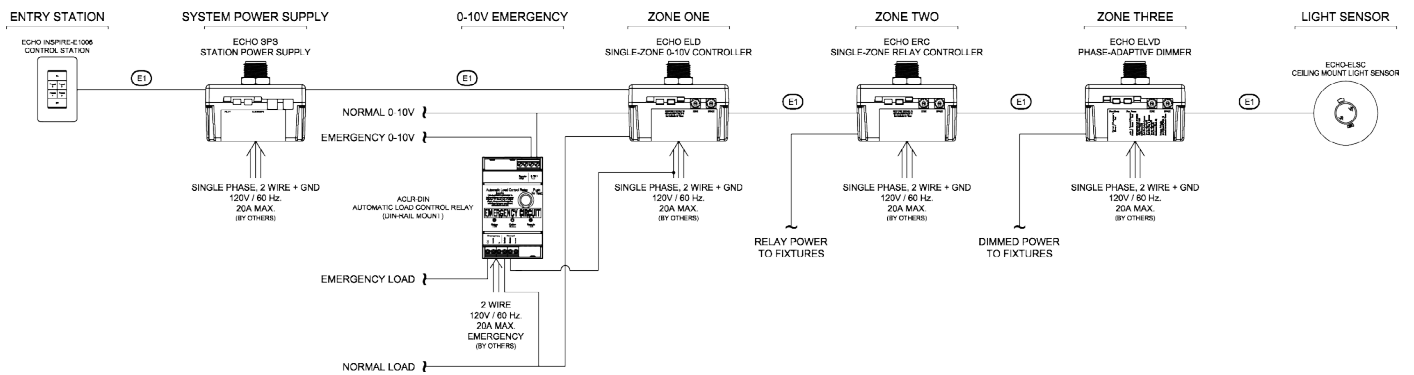 ENTRY STATION
ECHO INSPIRE-E1006
CONTROL STATION
E1
SYSTEM POWER SUPPLY
ECHO SPS
STATION POWER SUPPLY
SINGLE PHASE, 2 WIRE + GND
120V / 60 Hz.
20A MAX.
(BY OTHERS)
0-10V EMERGENCY
E1
NORMAL 0-10V
EMERGENCY 0-10V
ACLR-DIN
AUTOMATIC LOAD CONTROL RELAY
(DIN-RAIL MOUNT)
Automatic Load Control Relay
EMERGENCY CIRCUIT
EMERGENCY LOAD
2 WIRE
120V / 60 Hz.
20A MAX.
EMERGENCY
(BY OTHERS)
NORMAL LOAD
ZONE ONE
ECHO ELD
SINGLE-ZONE 0-10V CONTROLLER
SINGLE PHASE, 2 WIRE + GND
120V / 60 Hz.
20A MAX.
(BY OTHERS)
E1
RELAY POWER
TO FIXTURES
ZONE TWO
ECHO ERC
SINGLE-ZONE RELAY CONTROLLER
SINGLE PHASE, 2 WIRE + GND
120V / 60 Hz.
20A MAX.
(BY OTHERS)
E1
DIMMED POWER
TO FIXTURES
ZONE THREE
ECHO ELVD
PHASE-ADAPTIVE DIMMER
SINGLE PHASE, 2 WIRE + GND
120V / 60 Hz.
20A MAX.
(BY OTHERS)
E1
LIGHT SENSOR
ECHO-ELSC
CEILING MOUNT LIGHT SENSOR